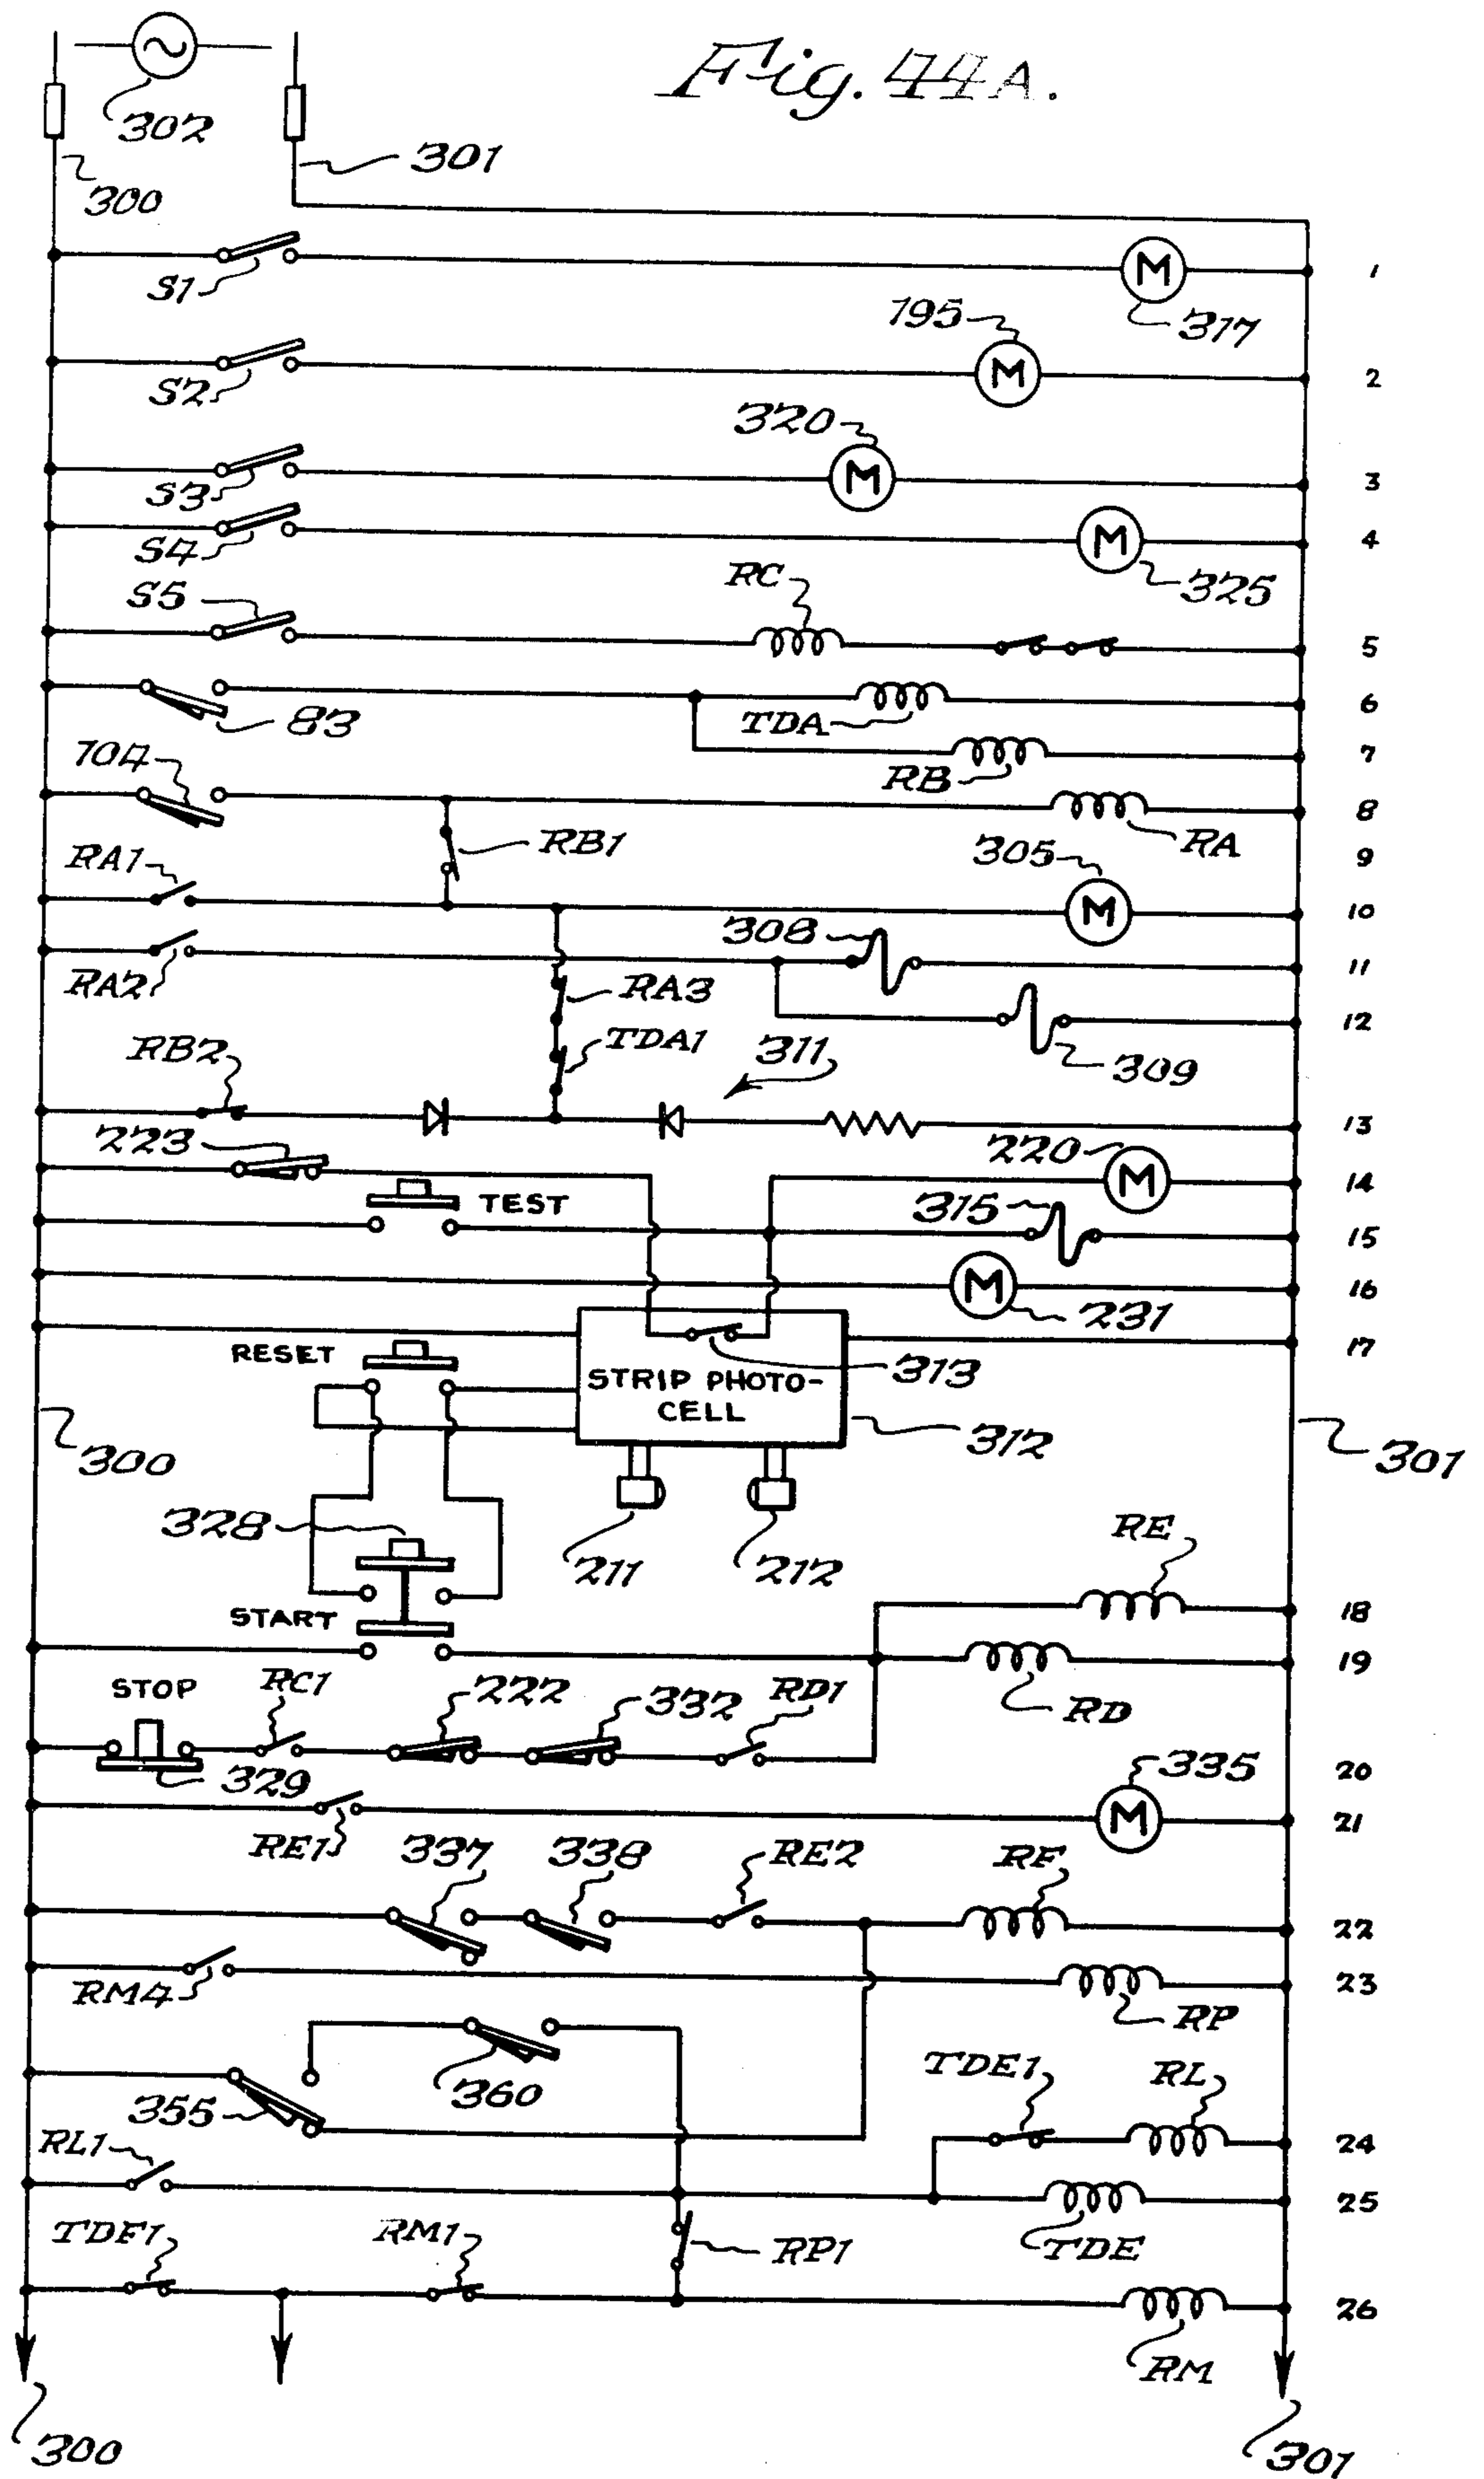 Fig. 44A.
302
301
300
S1
M
317
1
195
S2
M
2
320
S3
M
3
S4
M
325
4
S5
RC
5
83
TDA
6
RB
7
104
RA
8
RB1
305
9
RA1
M
10
308
RA2
RA3
11
309
12
RB2
TDA1
311
13
223
220
M
14
TEST
315
15
M
231
16
RESET
313
17
STRIP PHOTO-
CELL
312
300
301
328
211
212
RE
START
18
19
RD
STOP
RC1
222
332
RD1
329
20
335
RE1
M
21
337
338
RE2
RF
22
RM4
RP
23
360
355
TDE1
RL
24
RL1
25
TDE
TDF1
RM1
RP1
26
RM
300
301